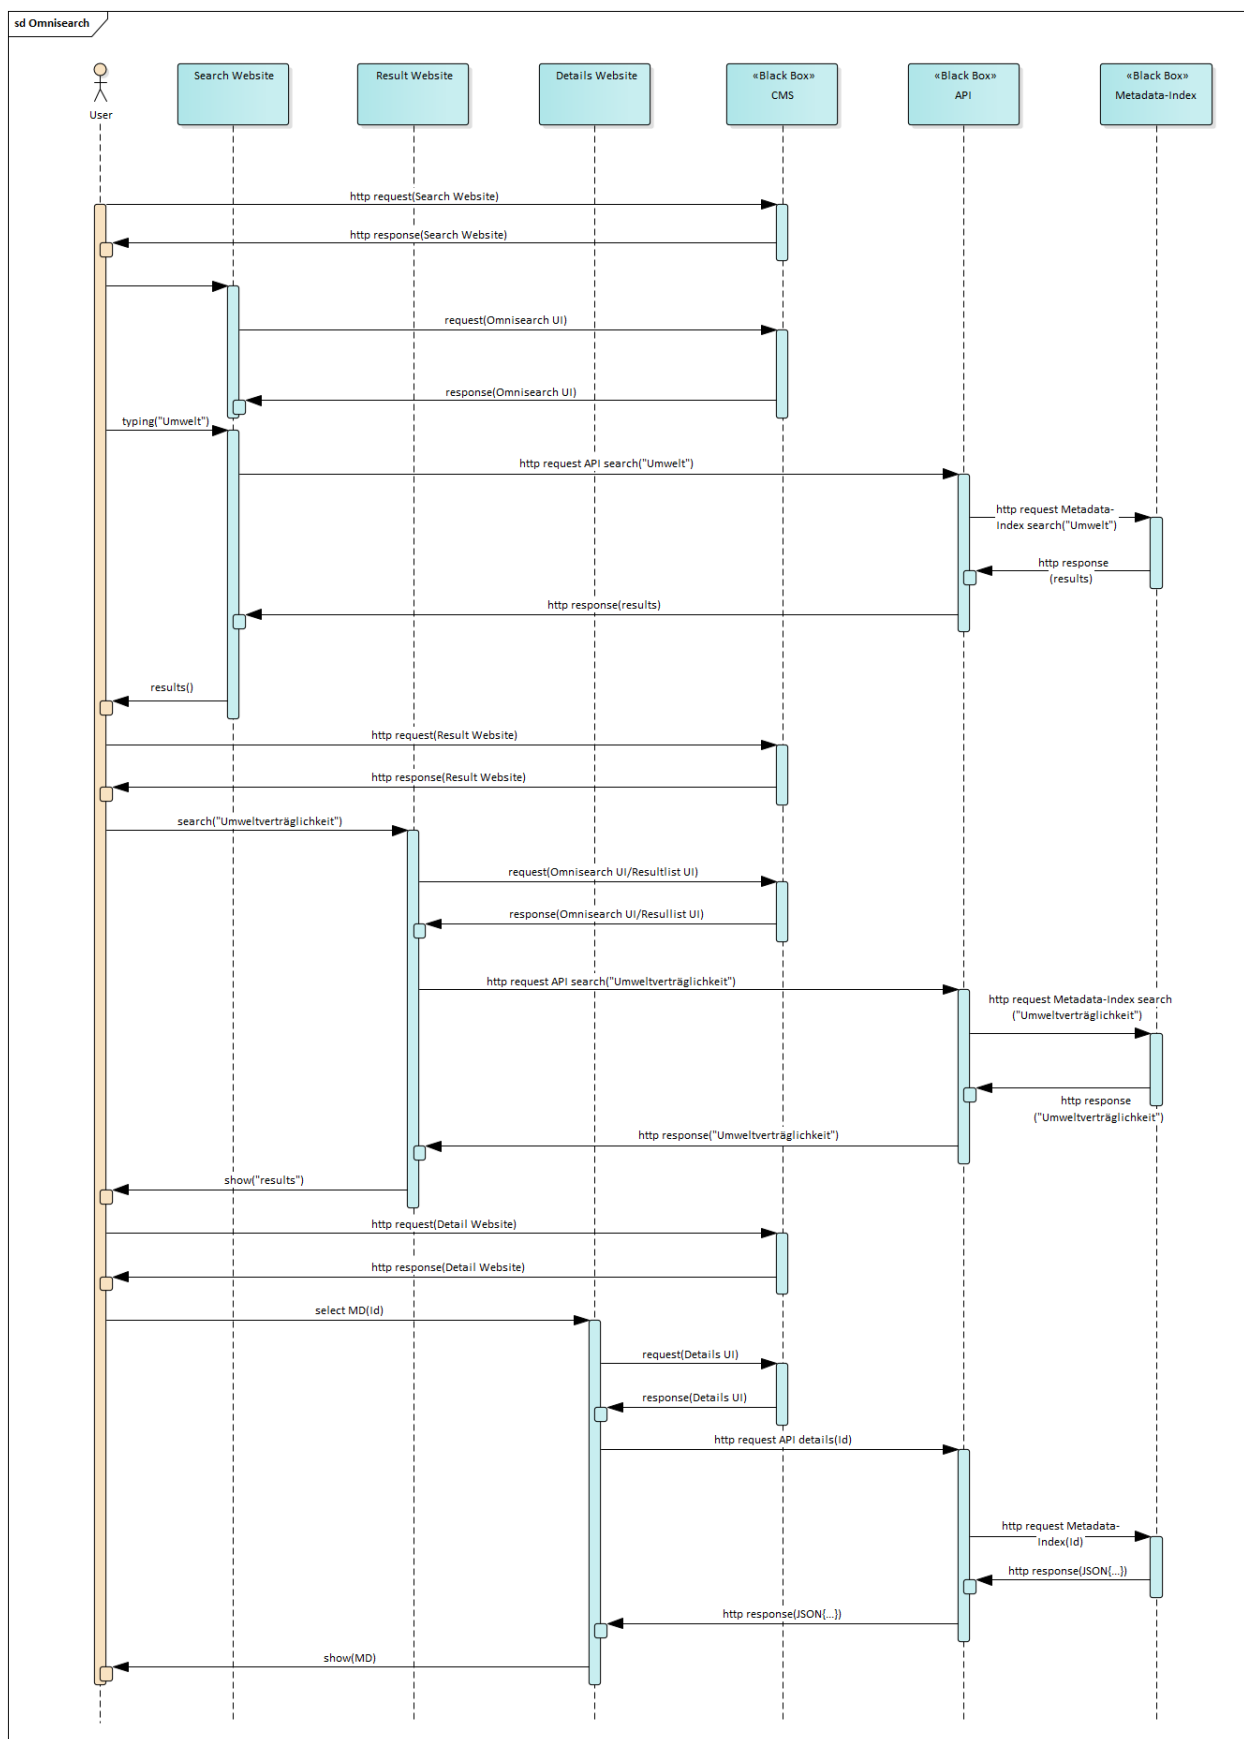 sd Omnisearch
User
Search Website
Result Website
Details Website
«Black Box»
CMS
«Black Box»
API
«Black Box»
Metadata-Index
http request(Search Website)
http response(Search Website)
request(Omnisearch UI)
response(Omnisearch UI)
typing("Umwelt")
http request API search("Umwelt")
http request Metadata-
Index search("Umwelt")
http response
(results)
http response(results)
results()
http request(Result Website)
http response(Result Website)
search("Umweltverträglichkeit")
request(Omnisearch UI/Resultlist UI)
response(Omnisearch UI/Resullist UI)
http request API search("Umweltverträglichkeit")
http request Metadata-Index search
("Umweltverträglichkeit")
http response
("Umweltverträglichkeit")
http response("Umweltverträglichkeit")
show("results")
http request(Detail Website)
http response(Detail Website)
select MD(Id)
request(Details UI)
response(Details UI)
http request API details(Id)
http request Metadata-
Index(Id)
http response(JSON{...})
http response(JSON{...})
show(MD)